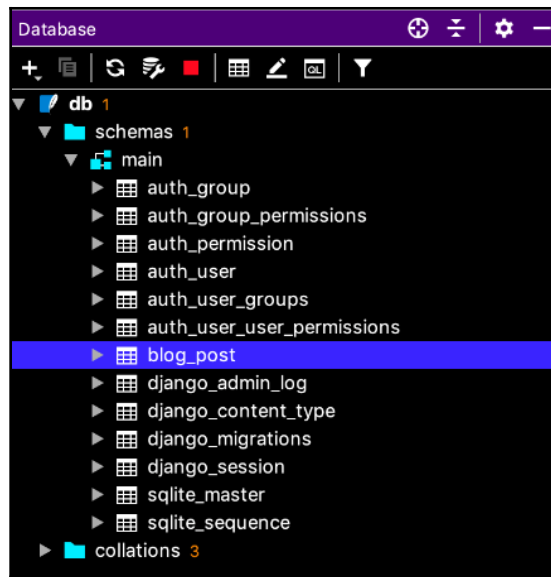 Database
QL
db 1
schemas 1
main
auth_group
auth_group_permissions
auth_permission
auth_user
auth_user_groups
auth_user_user_permissions
blog_post
django_admin_log
django_content_type
django_migrations
django_session
sqlite_master
sqlite_sequence
collations 3